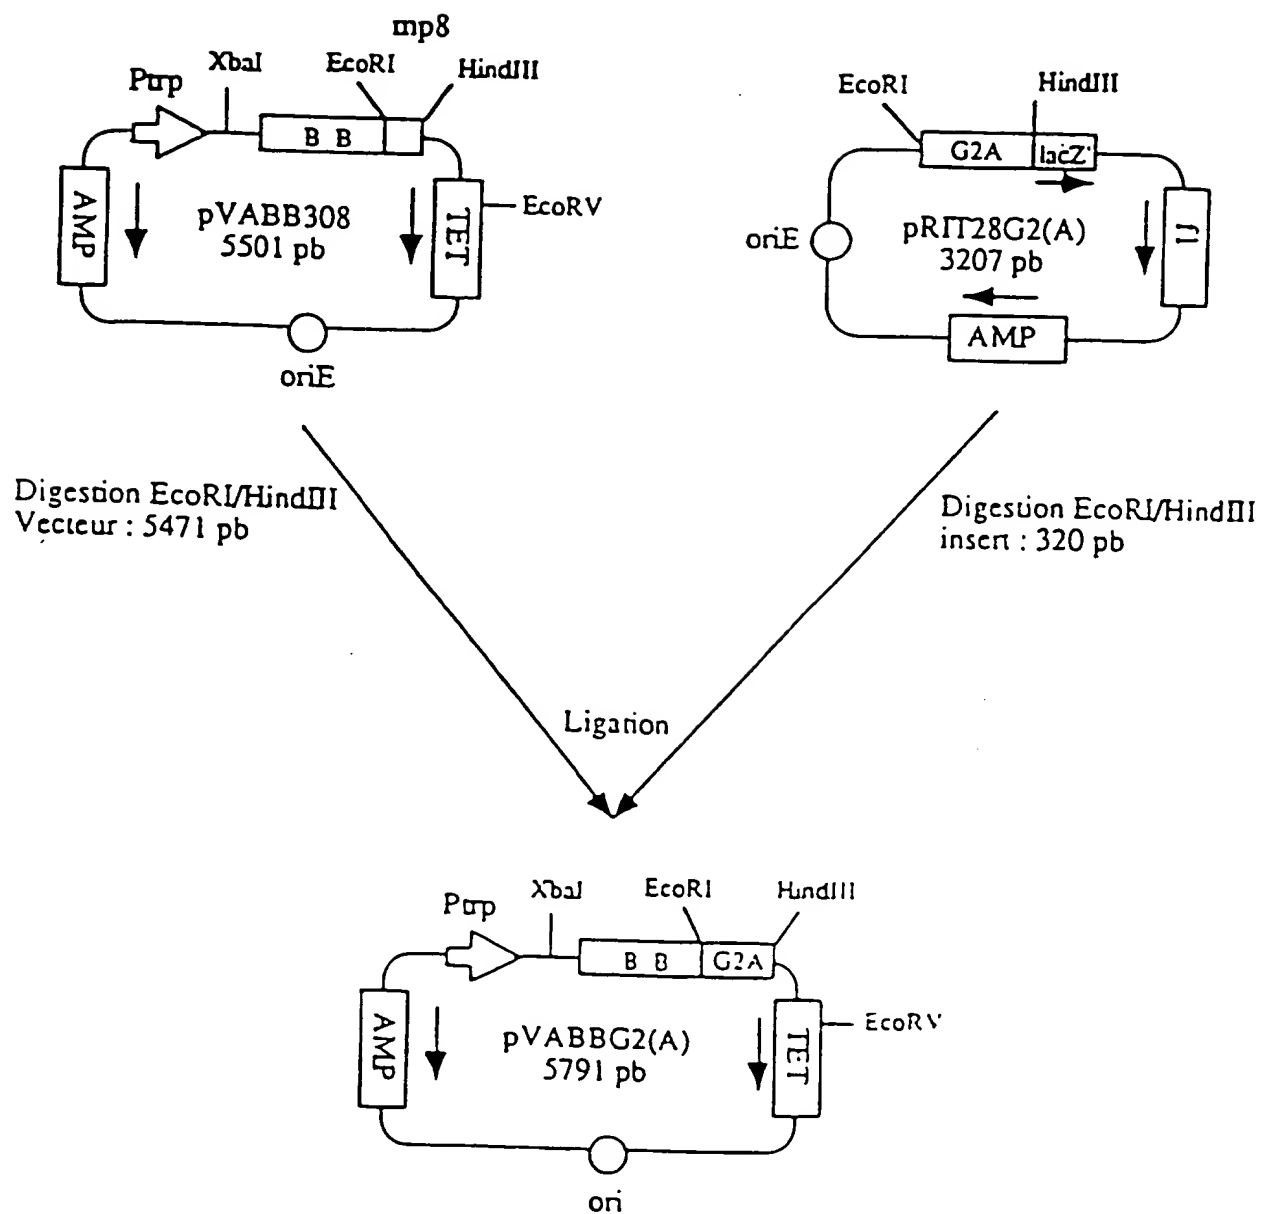 mp8
Ptrp
XbaI
EcoRI
HindIII
B B
AMP
TET
EcoRV
pVABB308
5501 pb
oriE
EcoRI
HindIII
G2A
lacZ'
oriE
pRIT28G2(A)
3207 pb
f1
AMP
Digestion EcoRI/HindIII
Vecteur : 5471 pb
Digestion EcoRI/HindIII
insert : 320 pb
Ligation
Ptrp
XbaI
EcoRI
HindIII
B B
G2A
AMP
TET
EcoRV
pVABBG2(A)
5791 pb
ori